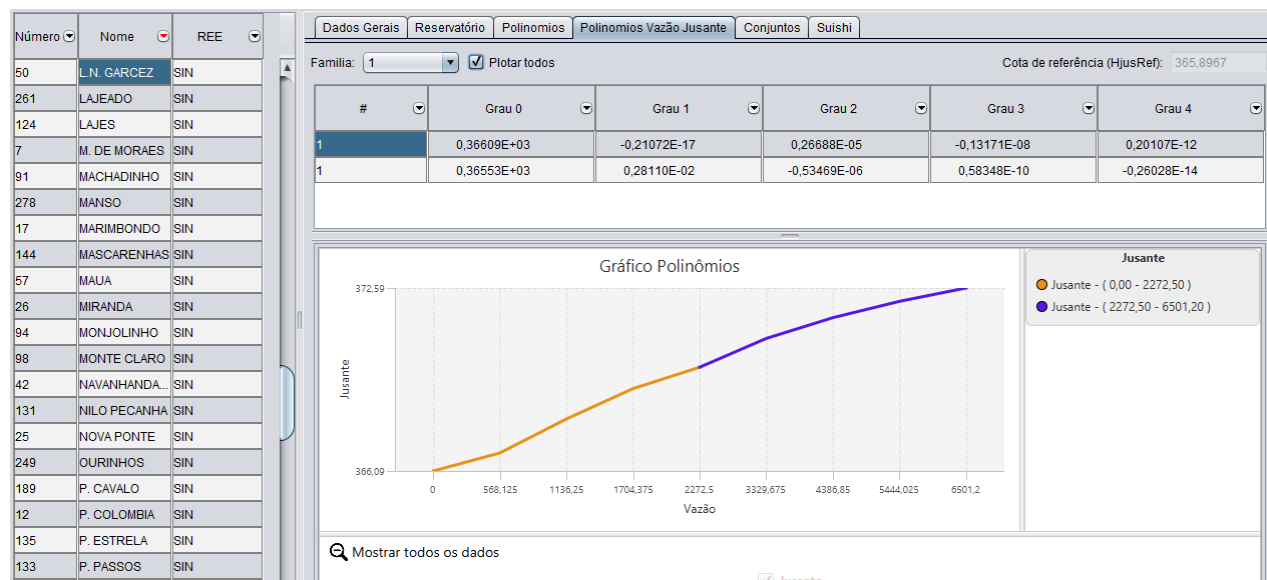 Número Nome REE
50 L.N. GARCEZ SIN
261 LAJEADO SIN
124 LAJES SIN
7 M. DE MORAES SIN
91 MACHADINHO SIN
278 MANSO SIN
17 MARIMBONDO SIN
144 MASCARENHAS SIN
57 MAUA SIN
26 MIRANDA SIN
94 MONJOLINHO SIN
98 MONTE CLARO SIN
42 NAVANHANDA... SIN
131 NILO PECANHA SIN
25 NOVA PONTE SIN
249 OURINHOS SIN
189 P. CAVALO SIN
12 P. COLOMBIA SIN
135 P. ESTRELA SIN
133 P. PASSOS SIN
Dados Gerais Reservatório Polinomios Polinomios Vazão Jusante Conjuntos Suishi
Familia: 1 Plotar todos Cota de referência (HjusRef): 365,8967
# Grau 0 Grau 1 Grau 2 Grau 3 Grau 4
1 0,36609E+03 -0,21072E-17 0,26688E-05 -0,13171E-08 0,20107E-12
1 0,36553E+03 0,28110E-02 -0,53469E-06 0,58348E-10 -0,26028E-14
Gráfico Polinômios
372,59
Jusante
366,09
0 568,125 1136,25 1704,375 2272,5 3329,675 4386,85 5444,025 6501,2
Vazão
Jusante
Jusante - ( 0,00 - 2272,50 )
Jusante - ( 2272,50 - 6501,20 )
Mostrar todos os dados
Jusante